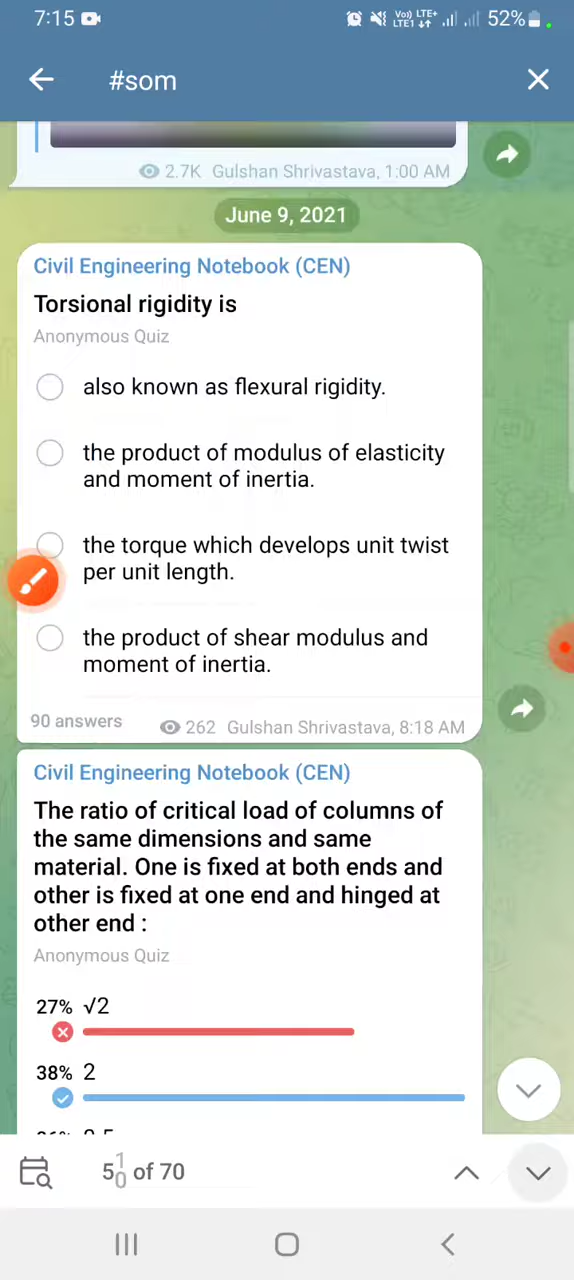 7:15
Vo) LTE+
LTE1
52%
#som
2.7K Gulshan Shrivastava, 1:00 AM
June 9, 2021
Civil Engineering Notebook (CEN)
Torsional rigidity is
Anonymous Quiz
also known as flexural rigidity.
the product of modulus of elasticity
and moment of inertia.
the torque which develops unit twist
per unit length.
the product of shear modulus and
moment of inertia.
90 answers
262 Gulshan Shrivastava, 8:18 AM
Civil Engineering Notebook (CEN)
The ratio of critical load of columns of
the same dimensions and same
material. One is fixed at both ends and
other is fixed at one end and hinged at
other end :
Anonymous Quiz
27% √2
38% 2
of 70